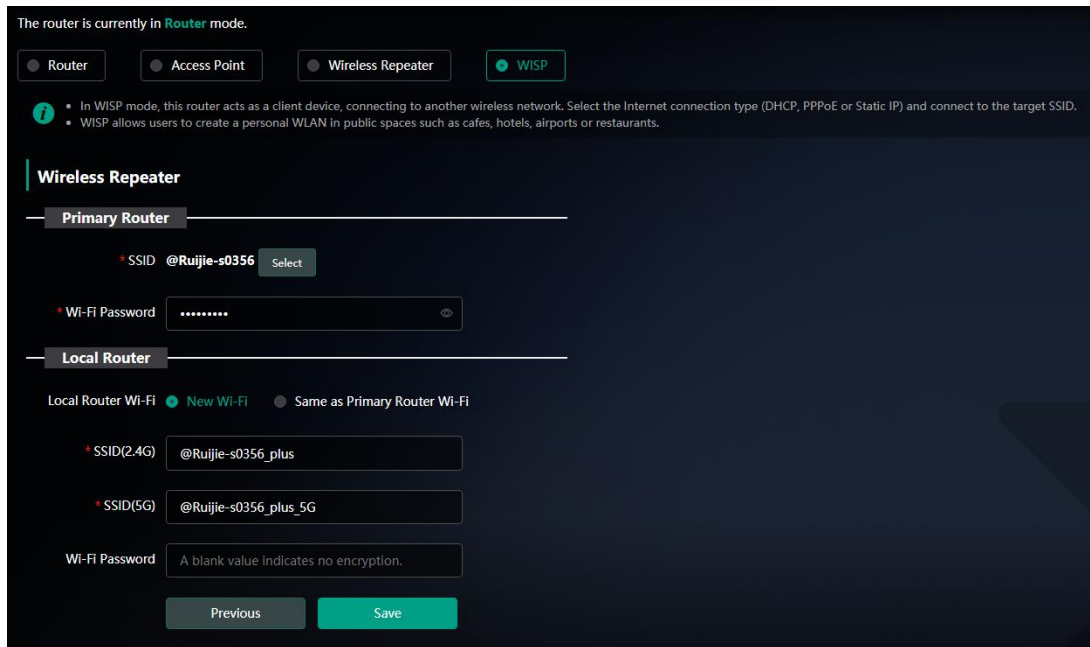 The router is currently in Router mode.
Router Access Point Wireless Repeater WISP
• In WISP mode, this router acts as a client device, connecting to another wireless network. Select the Internet connection type (DHCP, PPPoE or Static IP) and connect to the target SSID.
• WISP allows users to create a personal WLAN in public spaces such as cafes, hotels, airports or restaurants.
Wireless Repeater
Primary Router
* SSID @Ruijie-s0356 Select
* Wi-Fi Password •••••••••
Local Router
Local Router Wi-Fi New Wi-Fi Same as Primary Router Wi-Fi
* SSID(2.4G) @Ruijie-s0356_plus
* SSID(5G) @Ruijie-s0356_plus_5G
Wi-Fi Password A blank value indicates no encryption.
Previous Save